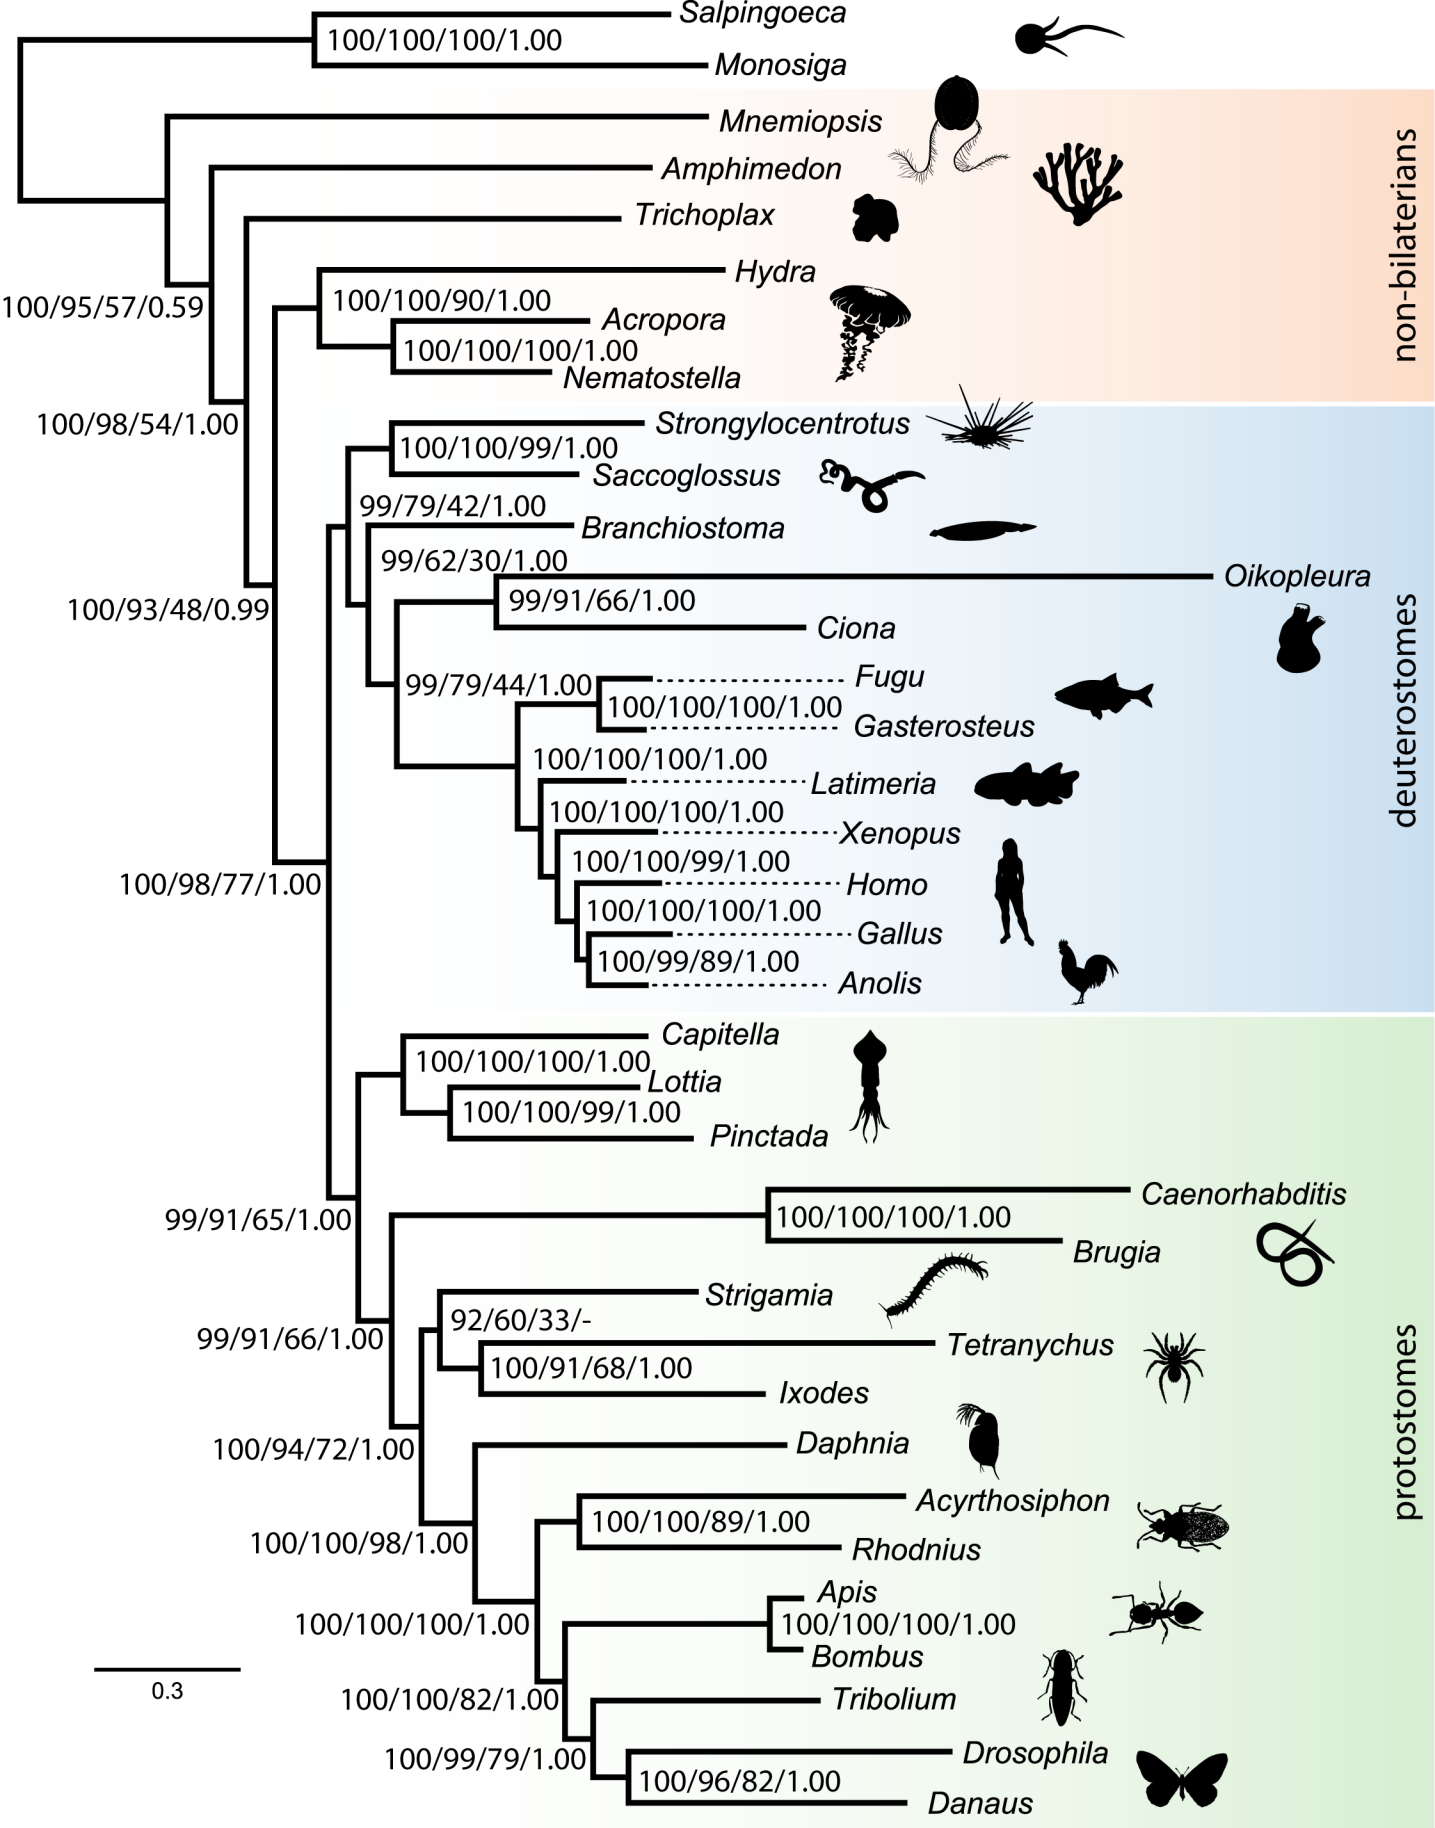 Salpingoeca
100/100/100/1.00
Monosiga
Mnemiopsis
Amphimedon
Trichoplax
Hydra
100/95/57/0.59
100/100/90/1.00
Acropora
100/100/100/1.00
Nematostella
non-bilaterians
100/98/54/1.00
Strongylocentrotus
100/100/99/1.00
Saccoglossus
99/79/42/1.00
Branchiostoma
99/62/30/1.00
Oikopleura
99/91/66/1.00
100/93/48/0.99
Ciona
Fugu
99/79/44/1.00
100/100/100/1.00
Gasterosteus
deuterostomes
100/100/100/1.00
Latimeria
100/100/100/1.00
Xenopus
100/100/99/1.00
100/98/77/1.00
Homo
100/100/100/1.00
Gallus
100/99/89/1.00
Anolis
Capitella
100/100/100/1.00
Lottia
100/100/99/1.00
Pinctada
Caenorhabditis
99/91/65/1.00
100/100/100/1.00
Brugia
Strigamia
92/60/33/-
99/91/66/1.00
Tetranychus
100/91/68/1.00
Ixodes
protostomes
Daphnia
100/94/72/1.00
Acyrthosiphon
100/100/89/1.00
100/100/98/1.00
Rhodnius
Apis
100/100/100/1.00
100/100/100/1.00
Bombus
0.3
100/100/82/1.00
Tribolium
Drosophila
100/99/79/1.00
100/96/82/1.00
Danaus